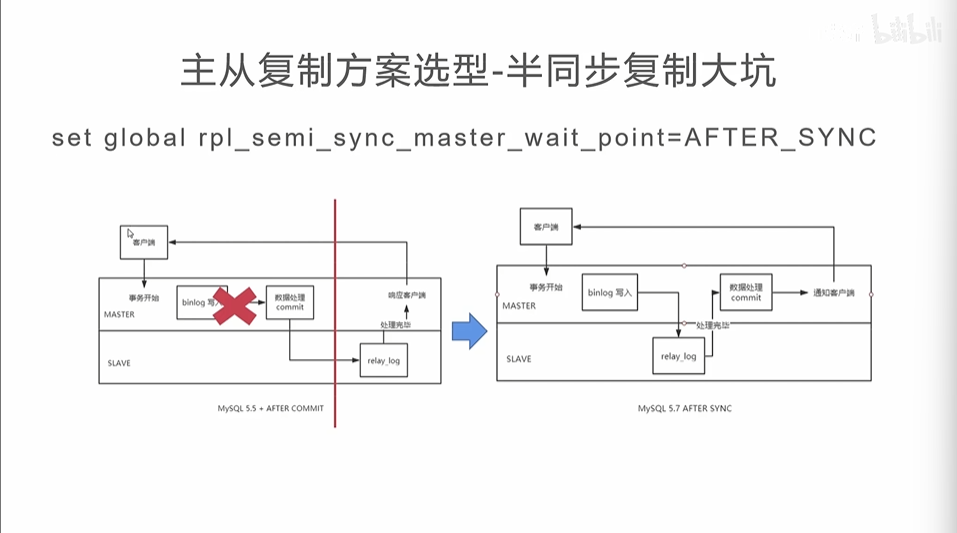 bilibili
主从复制方案选型-半同步复制大坑
set global rpl_semi_sync_master_wait_point=AFTER_SYNC
客户端
事务开始
binlog 写入
数据处理
commit
响应客户端
MASTER
处理完毕
SLAVE
relay_log
MySQL 5.5 + AFTER COMMIT
客户端
事务开始
binlog 写入
数据处理
commit
通知客户端
MASTER
处理完毕
SLAVE
relay_log
MySQL 5.7 AFTER SYNC